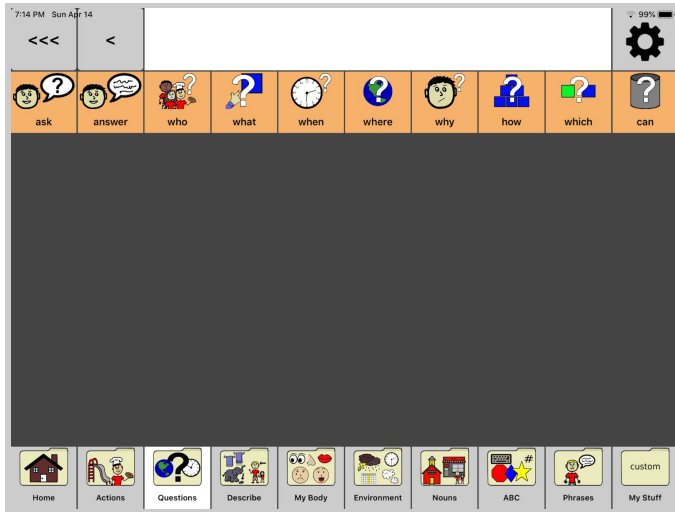 7:14 PM Sun Apr 14
99%
<<< <
ask answer who what when where why how which can
custom
Home Actions Questions Describe My Body Environment Nouns ABC Phrases My Stuff